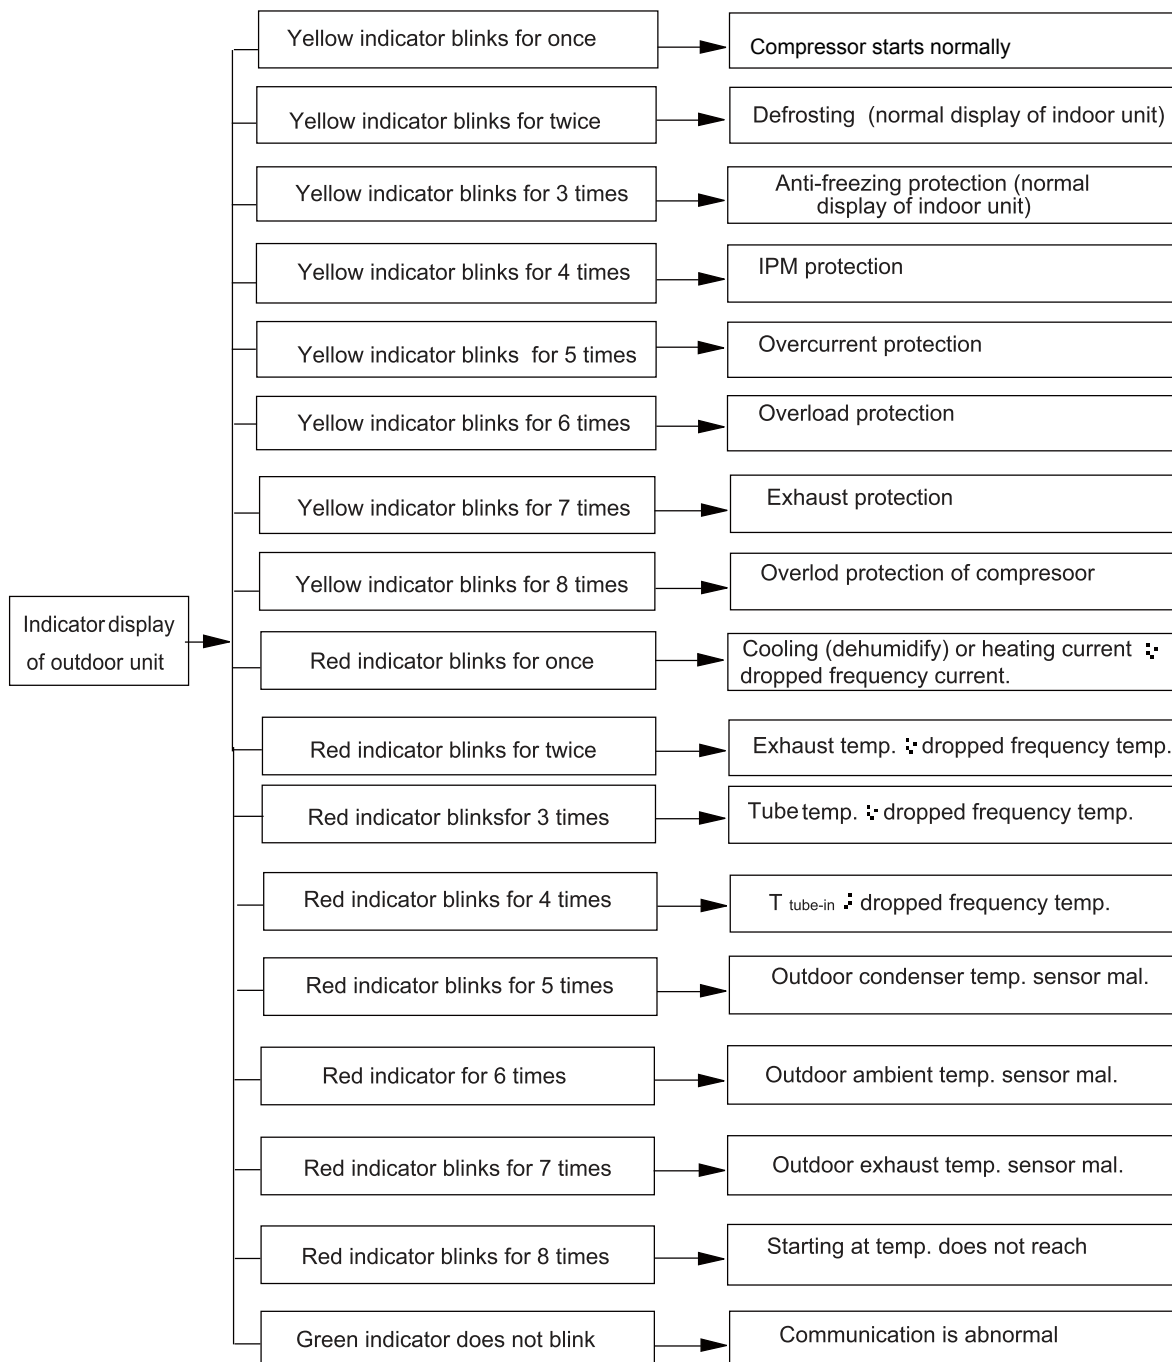 Yellow indicator blinks for once
Compressor starts normally
Yellow indicator blinks for twice
Defrosting (normal display of indoor unit)
Yellow indicator blinks for 3 times
Anti-freezing protection (normal
display of indoor unit)
Yellow indicator blinks for 4 times
IPM protection
Yellow indicator blinks for 5 times
Overcurrent protection
Yellow indicator blinks for 6 times
Overload protection
Yellow indicator blinks for 7 times
Exhaust protection
Yellow indicator blinks for 8 times
Overlod protection of compresoor
Indicator display
of outdoor unit
Red indicator blinks for once
Cooling (dehumidify) or heating current
dropped frequency current.
Red indicator blinks for twice
Exhaust temp. dropped frequency temp.
Red indicator blinksfor 3 times
Tube temp. dropped frequency temp.
Red indicator blinks for 4 times
T tube-in dropped frequency temp.
Red indicator blinks for 5 times
Outdoor condenser temp. sensor mal.
Red indicator for 6 times
Outdoor ambient temp. sensor mal.
Red indicator blinks for 7 times
Outdoor exhaust temp. sensor mal.
Red indicator blinks for 8 times
Starting at temp. does not reach
Green indicator does not blink
Communication is abnormal